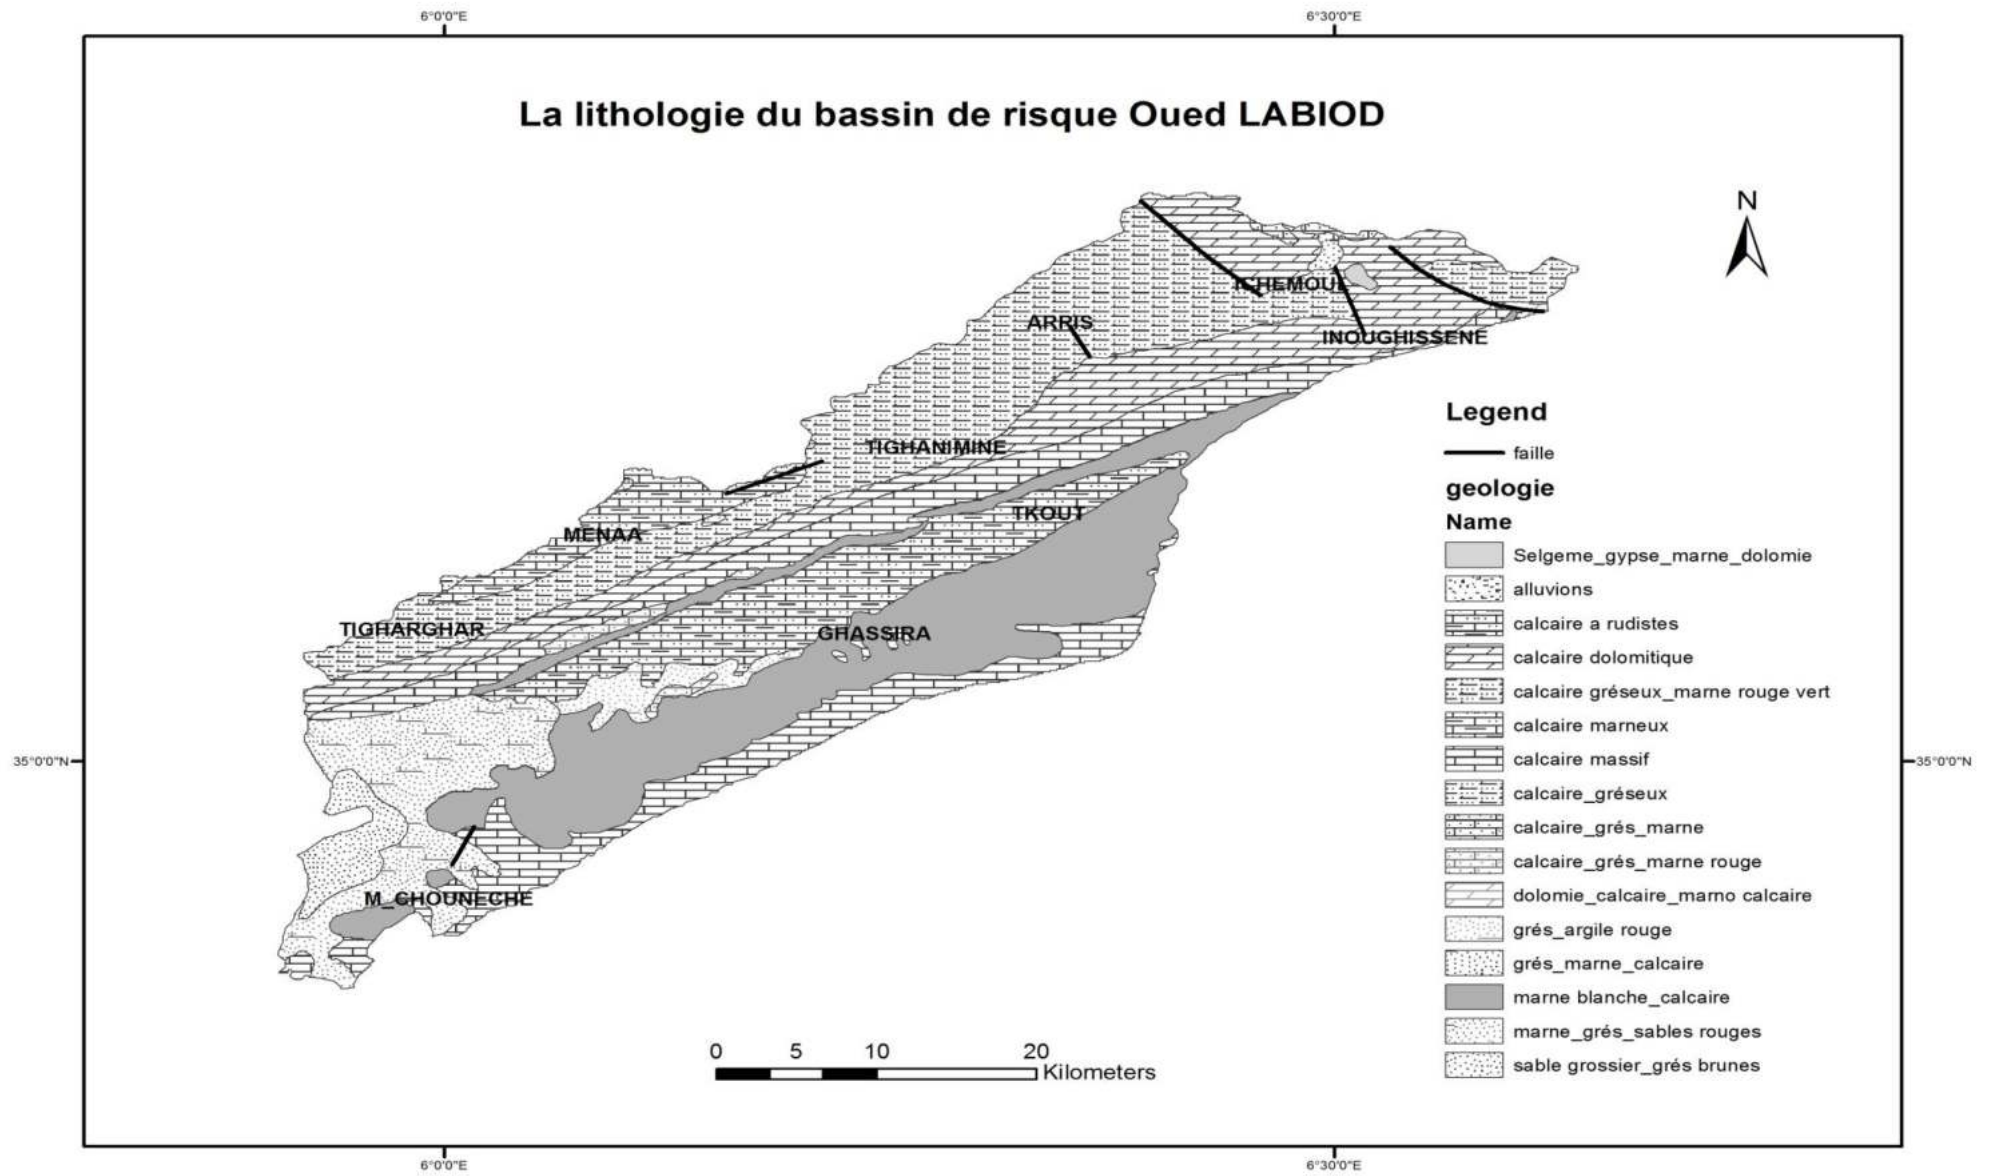 6°0'0"E
6°30'0"E
La lithologie du bassin de risque Oued LABIOD
N
ICHEMOUL
ARRIS
INOUGHISSENE
TIGHANIMINE
TKOUT
MENAA
TIGHARGHAR
GHASSIRA
M_CHOUNECHE
35°0'0"N
35°0'0"N
Legend
faille
geologie
Name
Selgeme_gypse_marne_dolomie
alluvions
calcaire a rudistes
calcaire dolomitique
calcaire gréseux_marne rouge vert
calcaire marneux
calcaire massif
calcaire_gréseux
calcaire_grés_marne
calcaire_grés_marne rouge
dolomie_calcaire_marno calcaire
grés_argile rouge
grés_marne_calcaire
marne blanche_calcaire
marne_grés_sables rouges
sable grossier_grés brunes
0 5 10 20
Kilometers
6°0'0"E
6°30'0"E